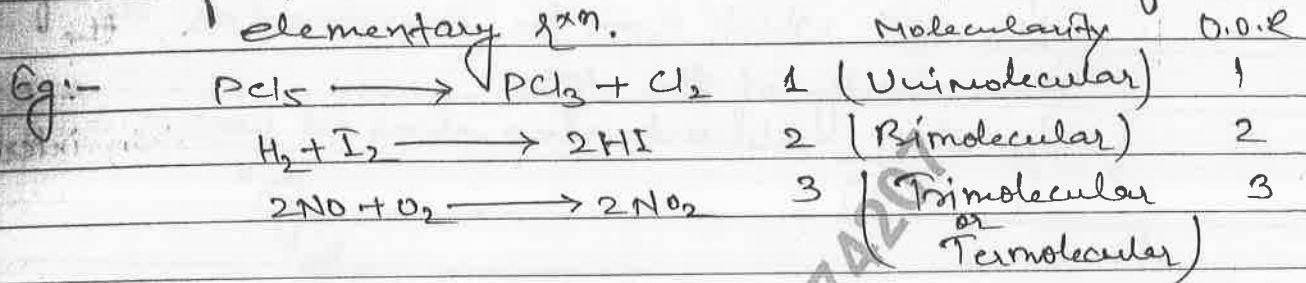 elementary rxn. Molecularity O.O.R
Eg:- PCl5 ⟶ PCl3 + Cl2 1 (Unimolecular) 1
H2 + I2 ⟶ 2HI 2 (Bimolecular) 2
2NO + O2 ⟶ 2NO2 3 (Trimolecular 3
or
Termolecular)